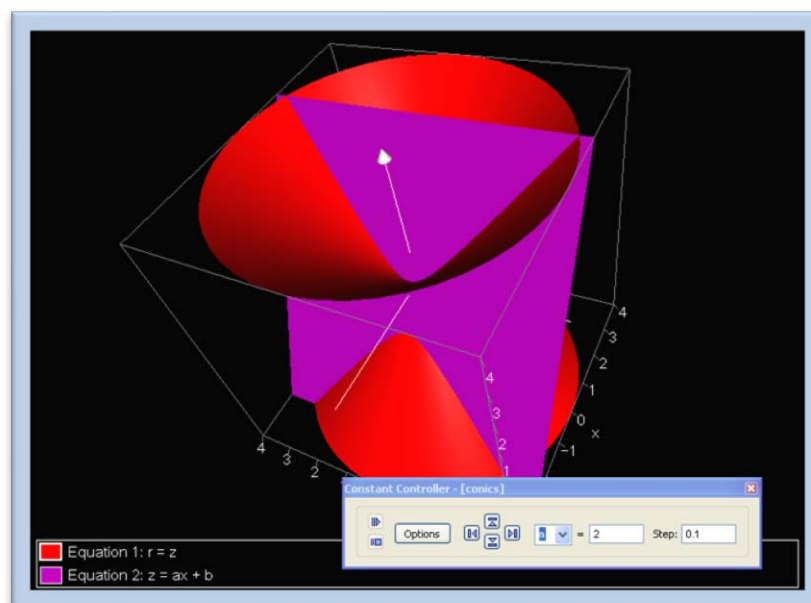 4
3
2
1
0
x
-1
4
3
2
1
4
3
2
Constant Controller - [conics]
Options
= 2
Step: 0.1
Equation 1: r = z
Equation 2: z = ax + b